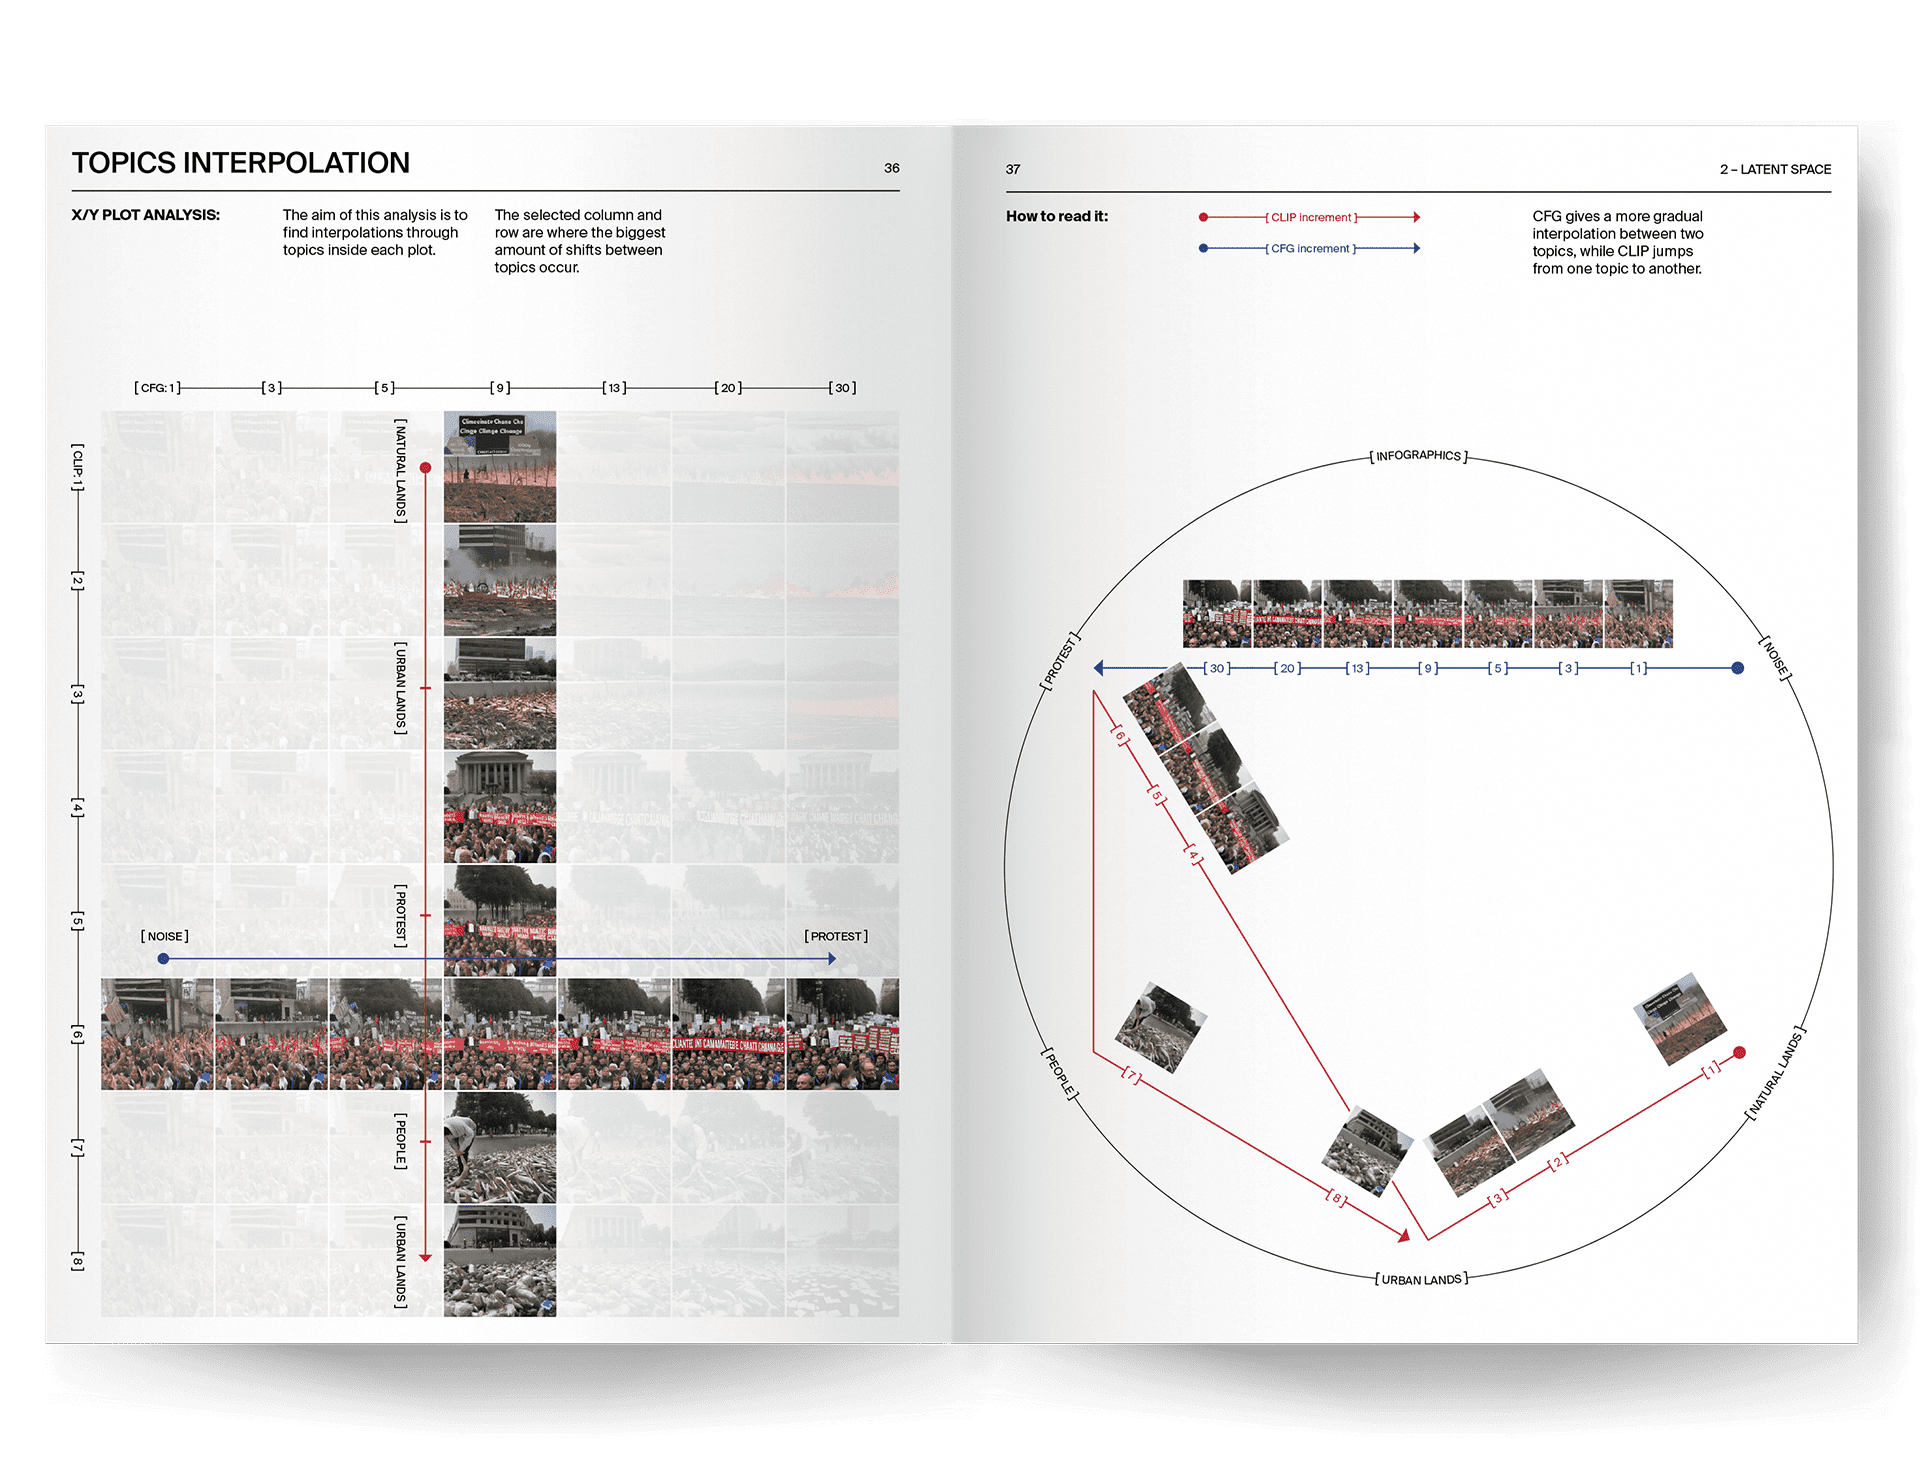 TOPICS INTERPOLATION
36
X/Y PLOT ANALYSIS:
The aim of this analysis is to
find interpolations through
topics inside each plot.
The selected column and
row are where the biggest
amount of shifts between
topics occur.
[ CFG: 1 ]
[ 3 ]
[ 5 ]
[ 9 ]
[ 13 ]
[ 20 ]
[ 30 ]
[ CLIP: 1 ]
[ 2 ]
[ 3 ]
[ 4 ]
[ 5 ]
[ 6 ]
[ 7 ]
[ 8 ]
[ NATURAL LANDS ]
[ URBAN LANDS ]
[ PROTEST ]
[ PEOPLE ]
[ URBAN LANDS ]
[ NOISE ]
[ PROTEST ]
37
2 – LATENT SPACE
How to read it:
[ CLIP increment ]
[ CFG increment ]
CFG gives a more gradual
interpolation between two
topics, while CLIP jumps
from one topic to another.
[ INFOGRAPHICS ]
[ PROTEST ]
[ NOISE ]
[ 30 ]
[ 20 ]
[ 13 ]
[ 9 ]
[ 5 ]
[ 3 ]
[ 1 ]
[ 6 ]
[ 5 ]
[ 4 ]
[ PEOPLE ]
[ NATURAL LANDS ]
[ 7 ]
[ 8 ]
[ 1 ]
[ 2 ]
[ 3 ]
[ URBAN LANDS ]